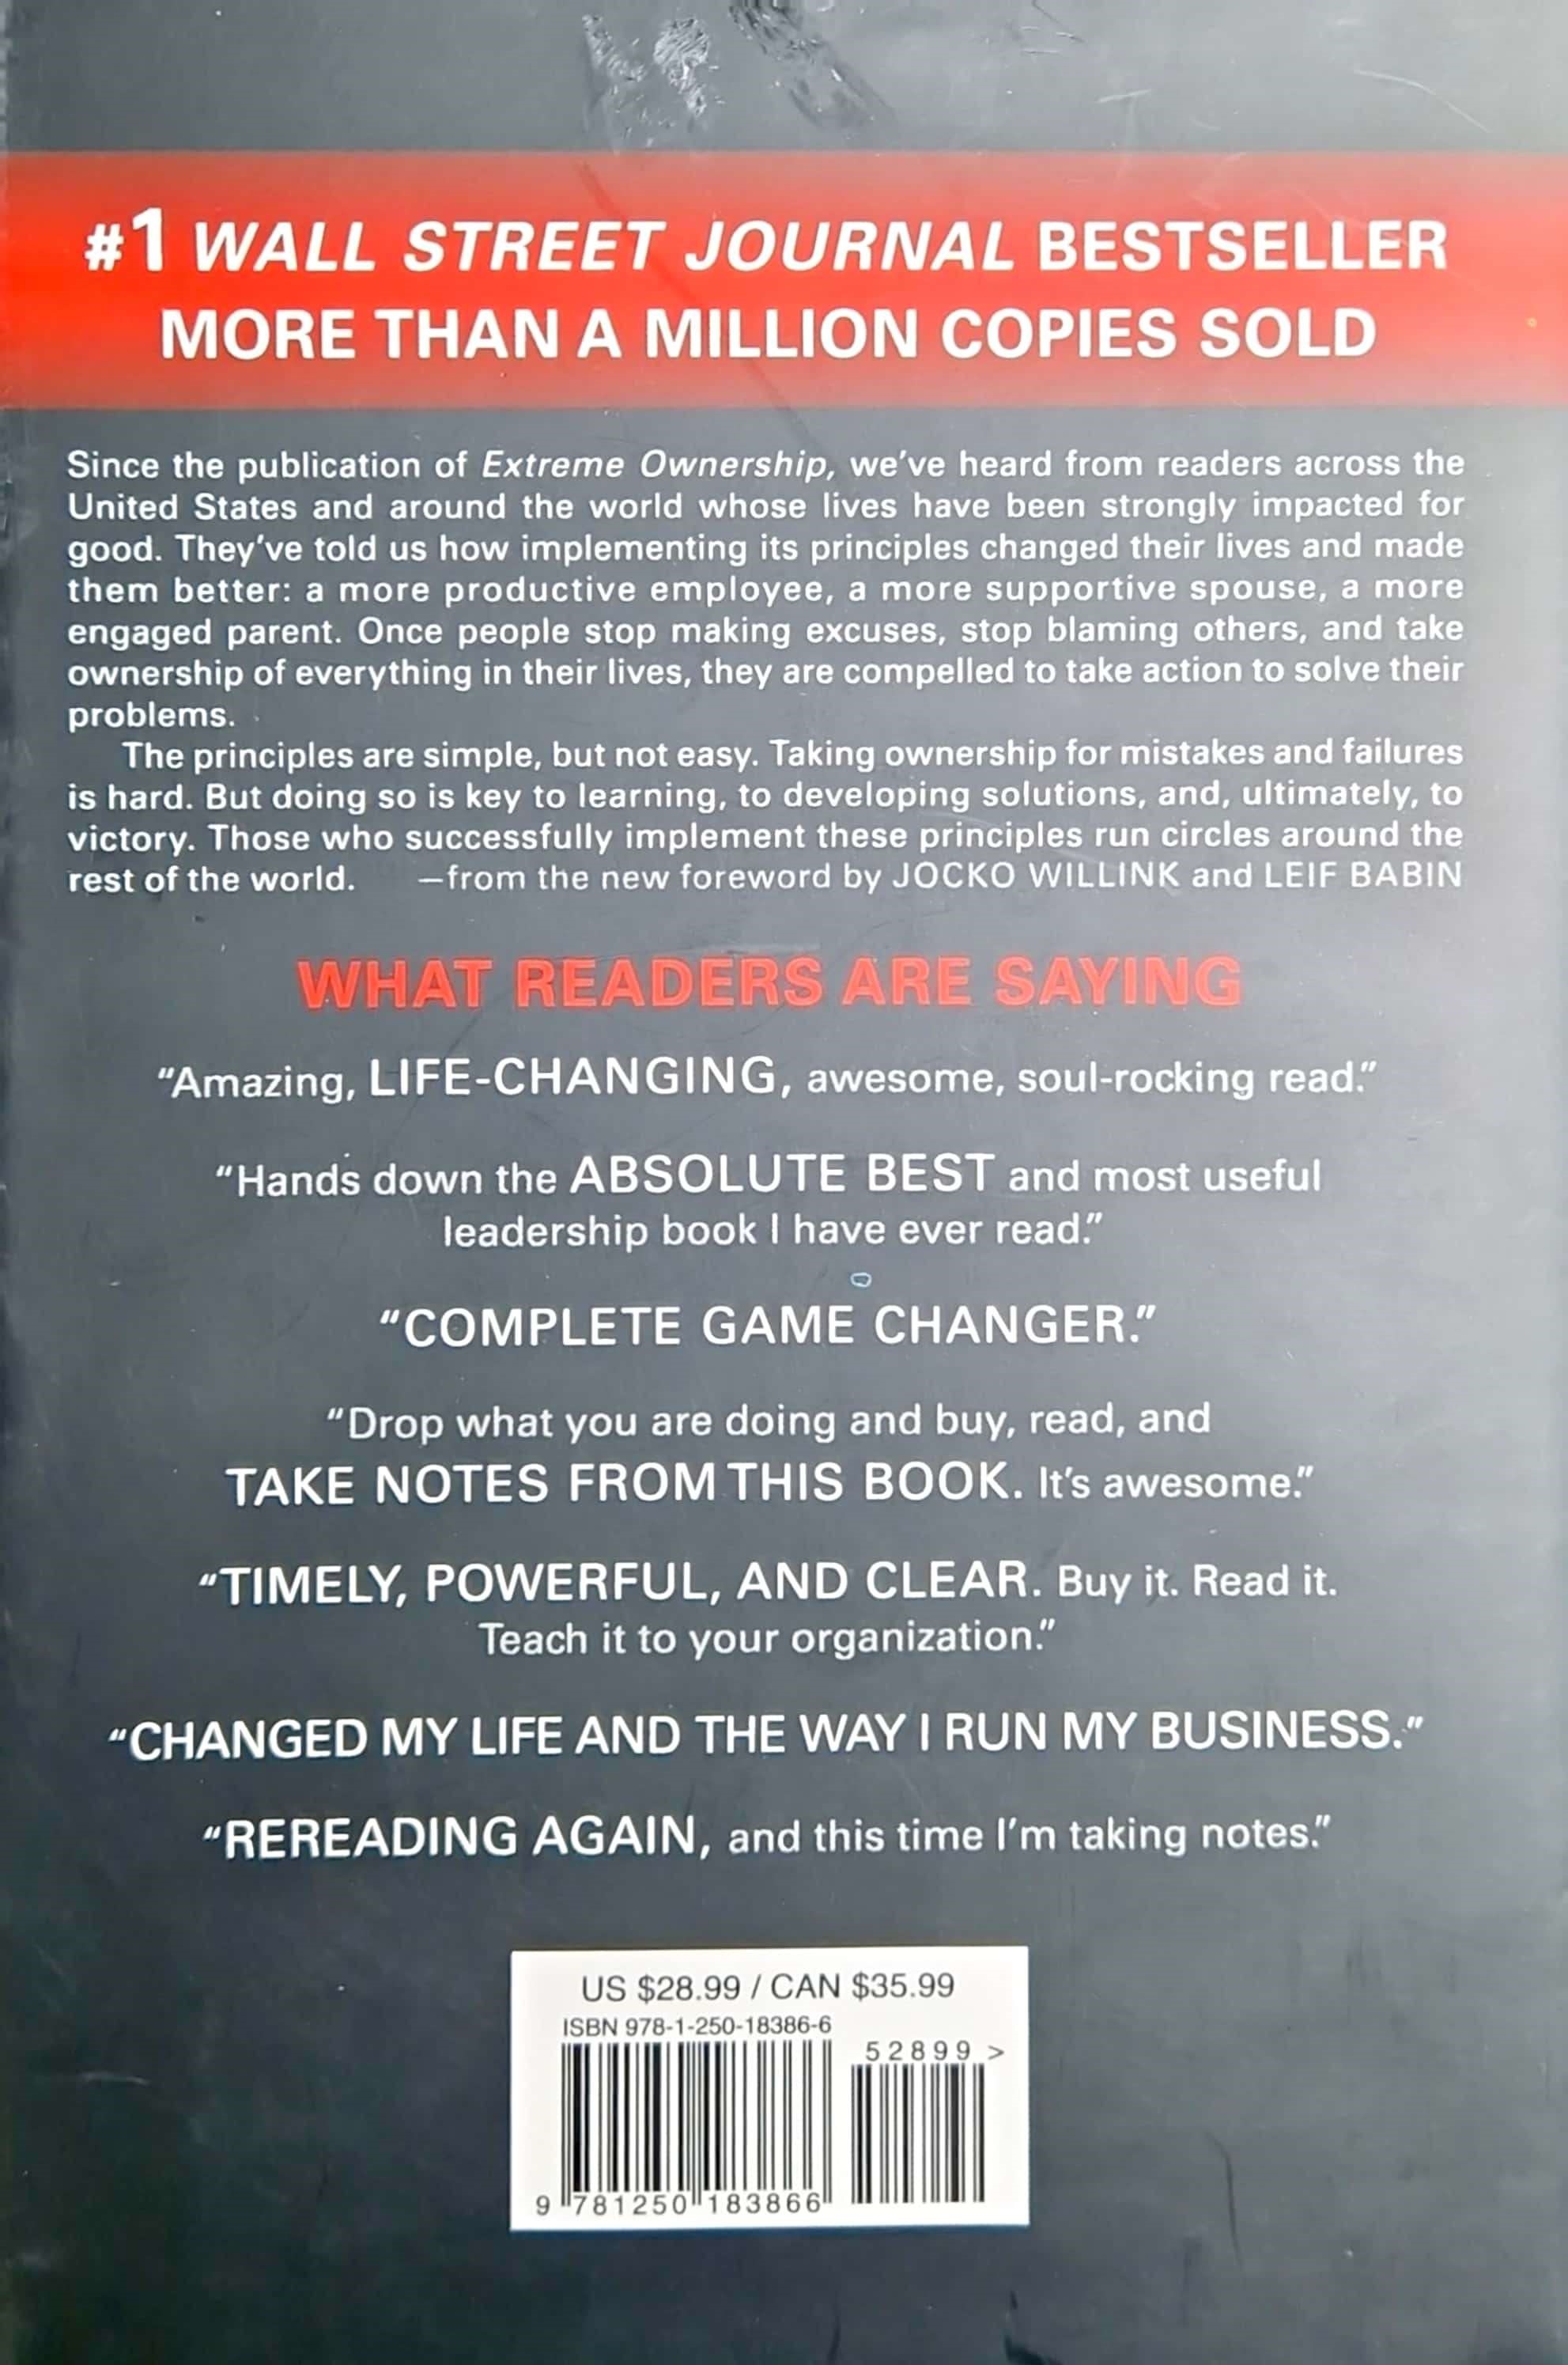 #1 WALL STREET JOURNAL BESTSELLER
MORE THAN A MILLION COPIES SOLD
Since the publication of Extreme Ownership, we've heard from readers across the
United States and around the world whose lives have been strongly impacted for
good. They've told us how implementing its principles changed their lives and made
them better: a more productive employee, a more supportive spouse, a more
engaged parent. Once people stop making excuses, stop blaming others, and take
ownership of everything in their lives, they are compelled to take action to solve their
problems.
The principles are simple, but not easy. Taking ownership for mistakes and failures
is hard. But doing so is key to learning, to developing solutions, and, ultimately, to
victory. Those who successfully implement these principles run circles around the
rest of the world. —from the new foreword by JOCKO WILLINK and LEIF BABIN
WHAT READERS ARE SAYING
“Amazing, LIFE-CHANGING, awesome, soul-rocking read.”
“Hands down the ABSOLUTE BEST and most useful
leadership book I have ever read.”
“COMPLETE GAME CHANGER.”
“Drop what you are doing and buy, read, and
TAKE NOTES FROM THIS BOOK. It's awesome.”
“TIMELY, POWERFUL, AND CLEAR. Buy it. Read it.
Teach it to your organization.”
“CHANGED MY LIFE AND THE WAY I RUN MY BUSINESS.”
“REREADING AGAIN, and this time I'm taking notes.”
US $28.99 / CAN $35.99
ISBN 978-1-250-18386-6
52899 >
9 781250 183866